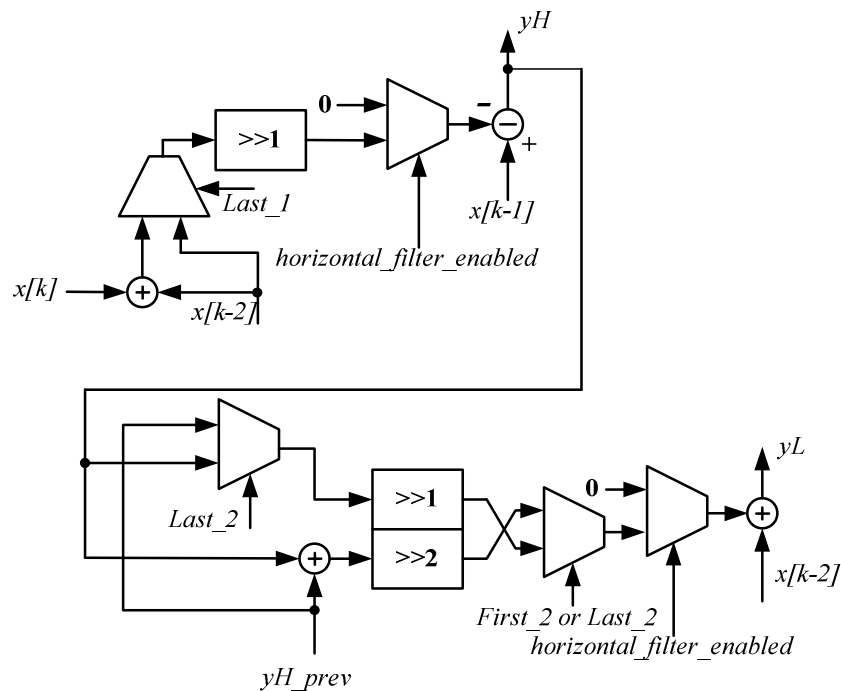 yH
0
-
>>1
−
+
Last_1
x[k-1]
horizontal_filter_enabled
x[k]
+
x[k-2]
yL
>>1
0
Last_2
+
+
>>2
x[k-2]
First_2 or Last_2
horizontal_filter_enabled
yH_prev